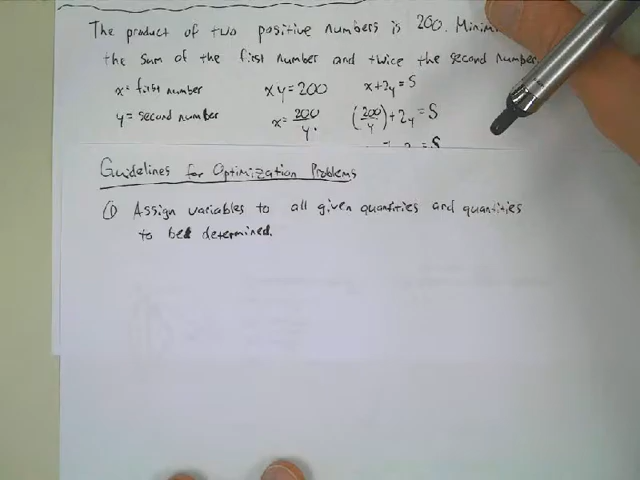 The product of two positive numbers is 200. Minimi
the sum of the first number and twice the second number.
x = first number
y = second number
xy = 200
x = 200/y.
x + 2y = S
(200/y) + 2y = S
Guidelines for Optimization Problems
① Assign variables to all given quantities and quantities
to be determined.